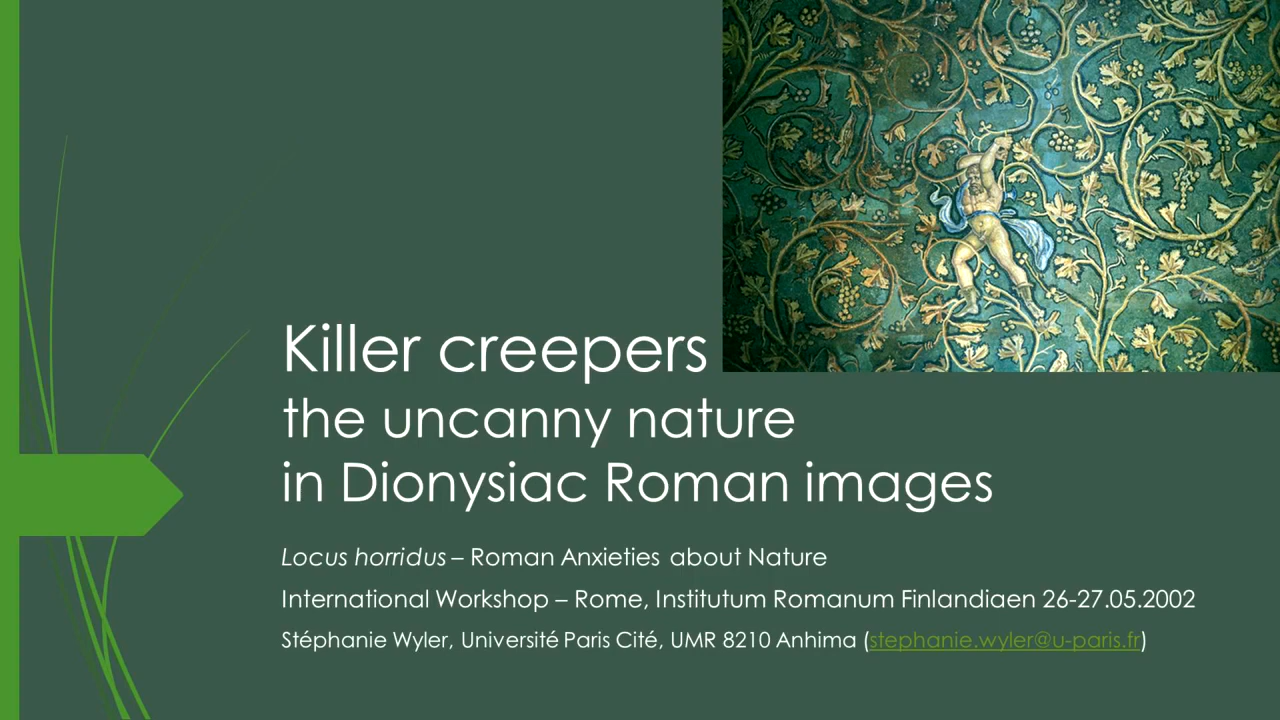 Killer creepers
the uncanny nature
in Dionysiac Roman images
Locus horridus – Roman Anxieties about Nature
International Workshop – Rome, Institutum Romanum Finlandiaen 26-27.05.2002
Stéphanie Wyler, Université Paris Cité, UMR 8210 Anhima (stephanie.wyler@u-paris.fr)